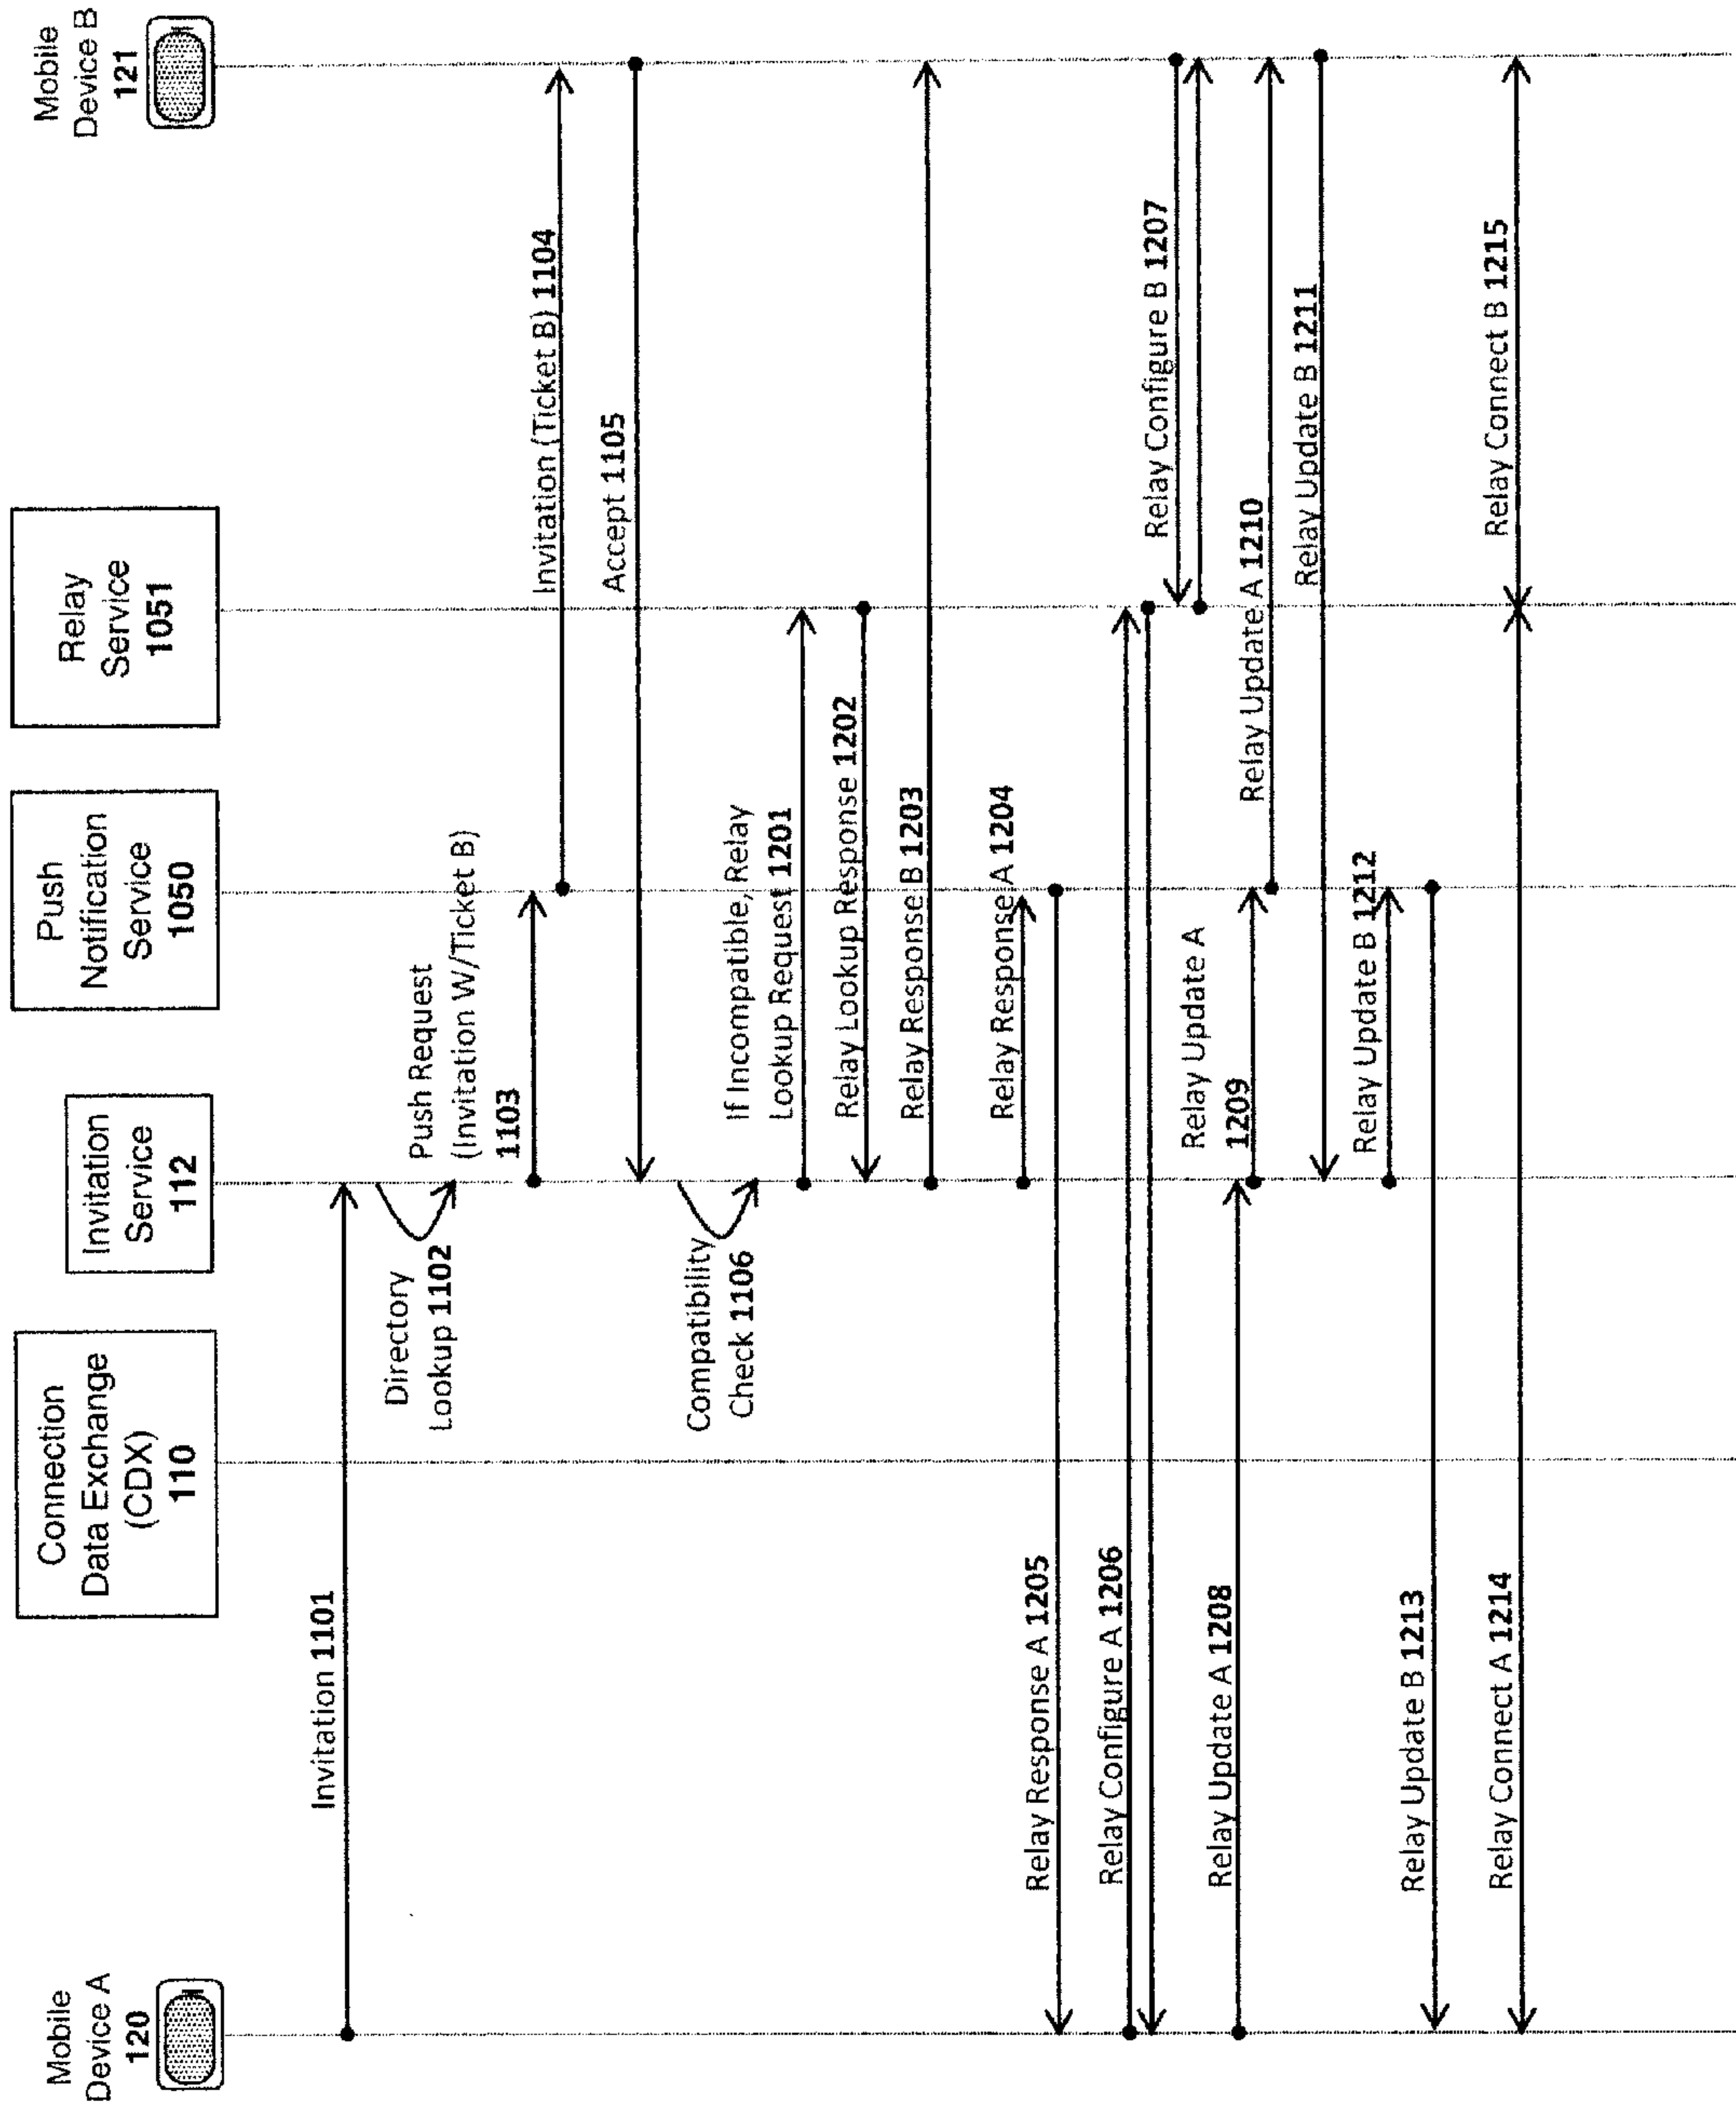 Mobile
Device A
120
Connection
Data Exchange
(CDX)
110
Invitation
Service
112
Push
Notification
Service
1050
Relay
Service
1051
Mobile
Device B
121
Invitation 1101
Directory
Lookup 1102
Push Request
(Invitation W/Ticket B)
1103
Invitation (Ticket B) 1104
Accept 1105
Compatibility
Check 1106
If Incompatible, Relay
Lookup Request 1201
Relay Lookup Response 1202
Relay Response B 1203
Relay Response A 1204
Relay Response A 1205
Relay Configure A 1206
Relay Configure B 1207
Relay Update A 1208
Relay Update A
1209
Relay Update A 1210
Relay Update B 1211
Relay Update B 1212
Relay Update B 1213
Relay Connect A 1214
Relay Connect B 1215